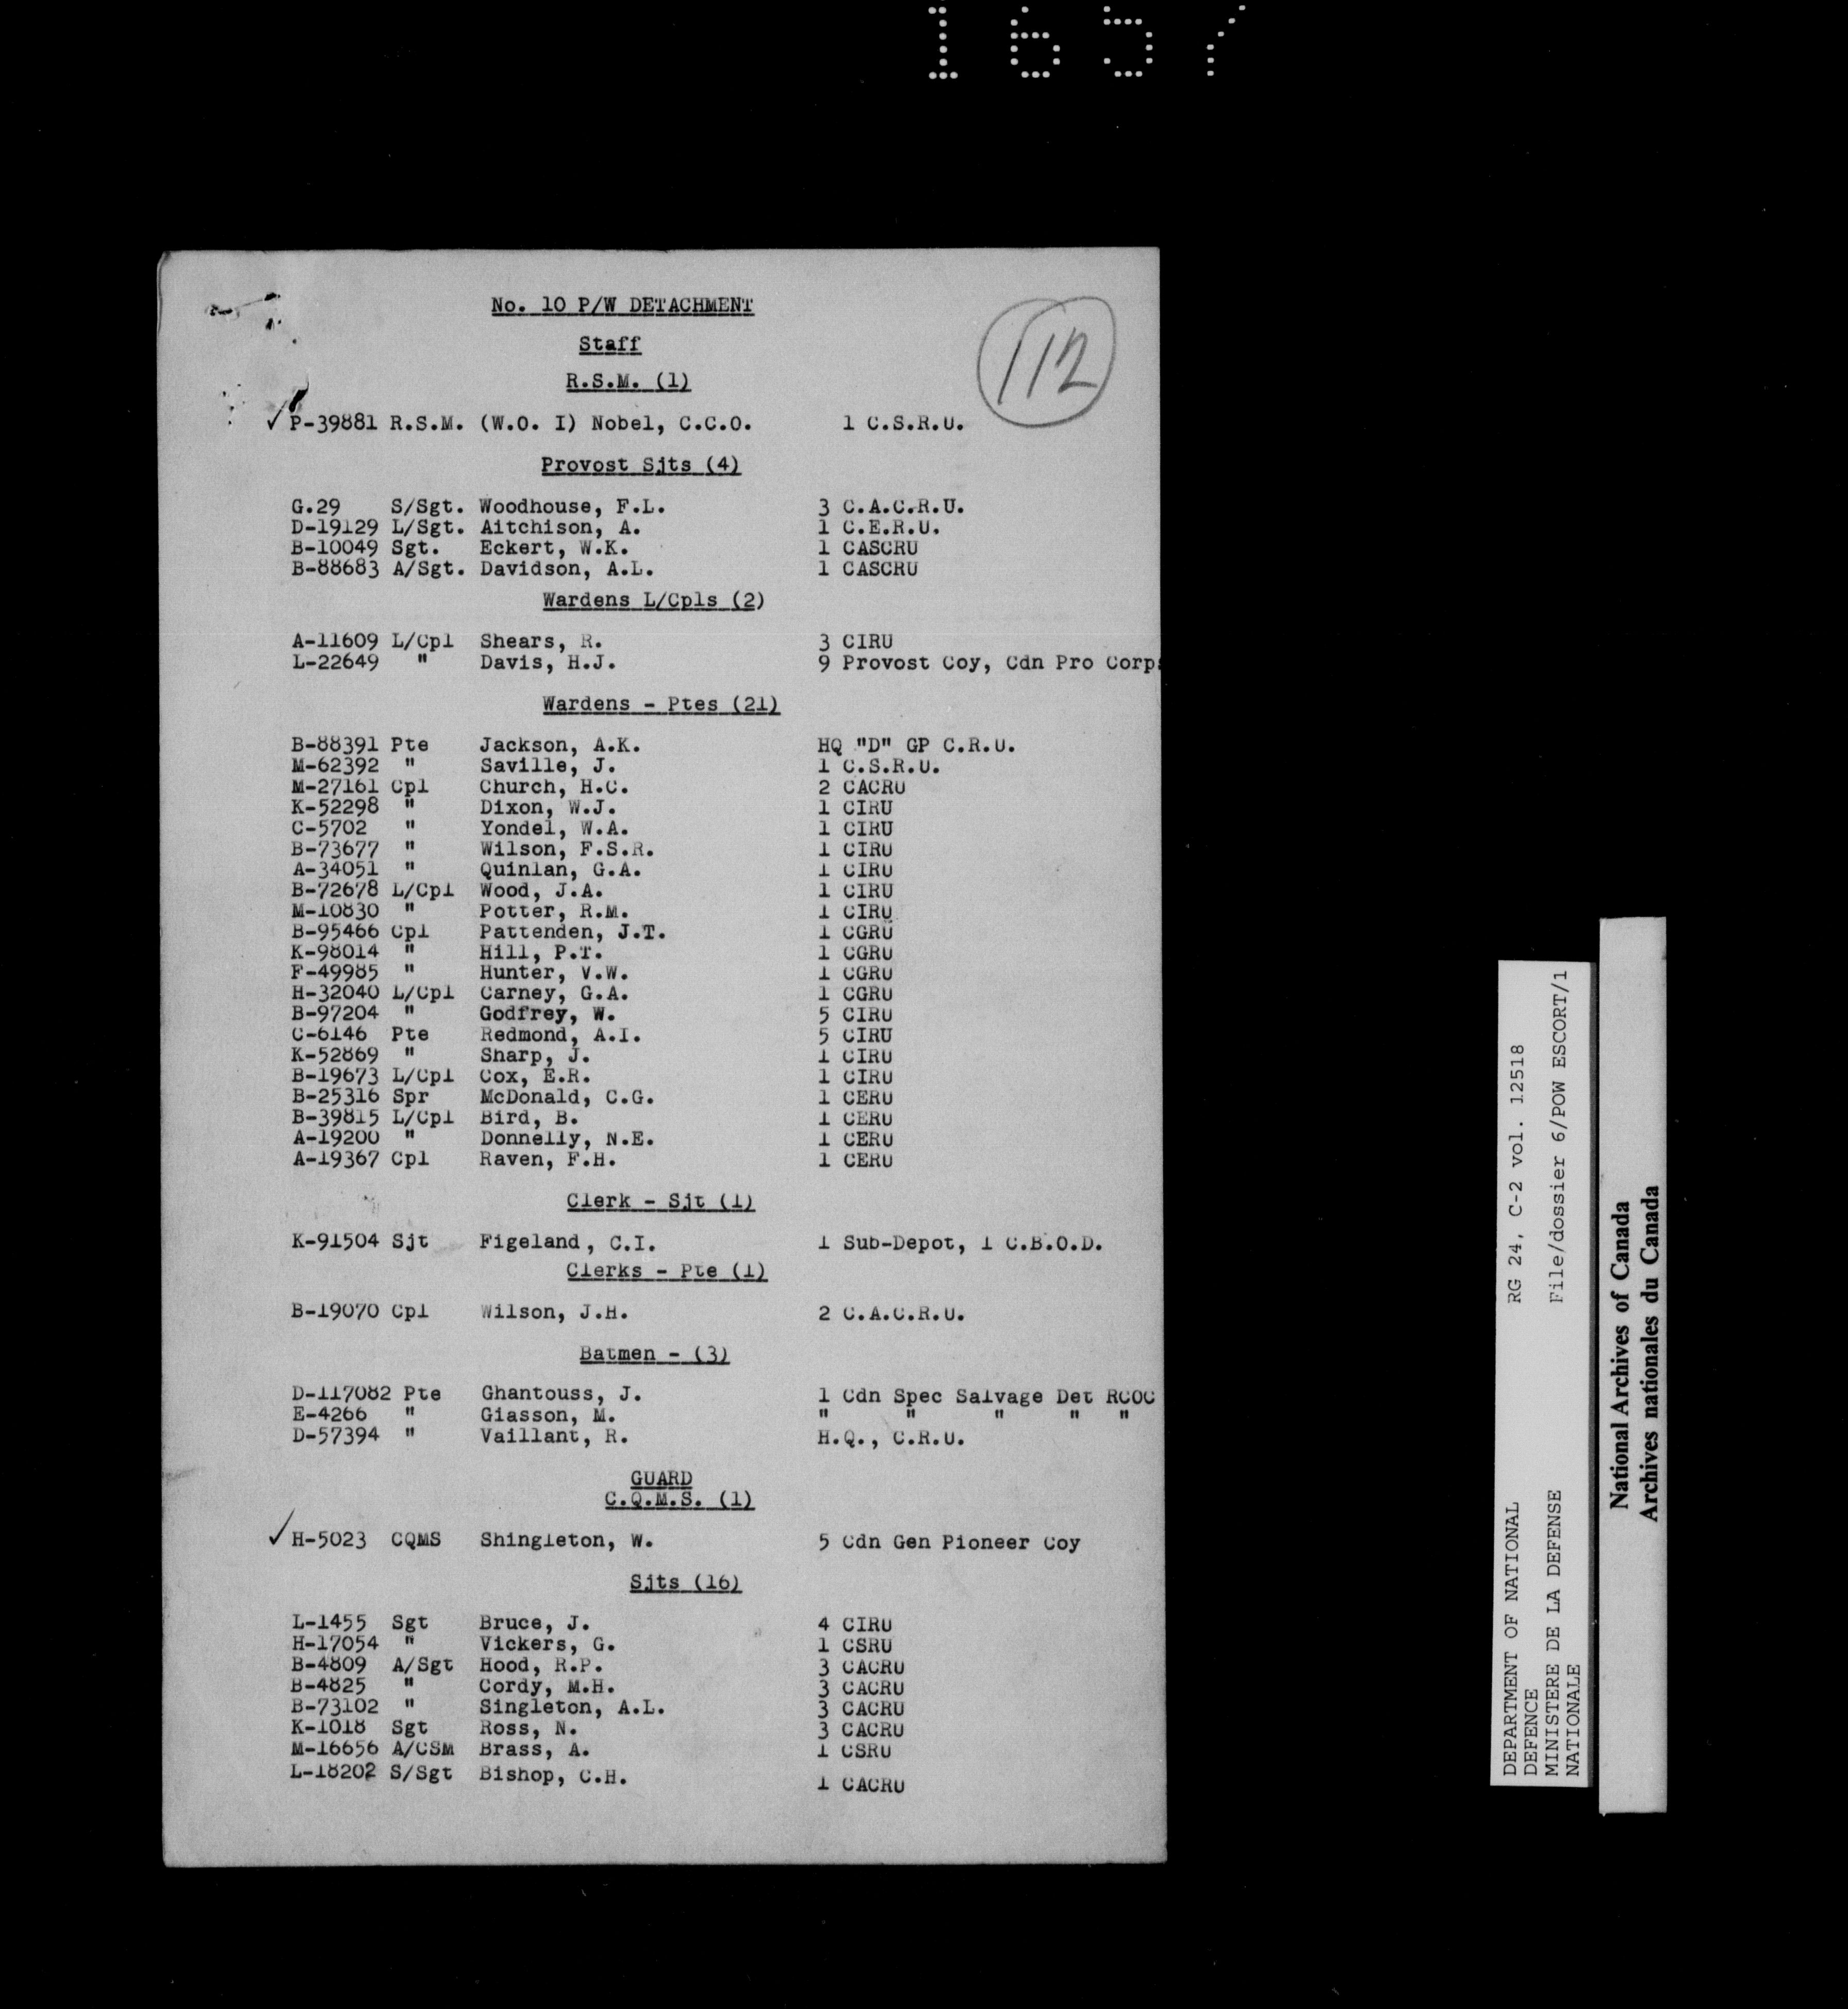 1657
No. 10 P/W DETACHMENT
112
Staff
R.S.M. (1)
✓ P-39881 R.S.M. (W.O. I) Nobel, C.C.O. 1 C.S.R.U.
Provost Sjts (4)
G.29 S/Sgt. Woodhouse, F.L. 3 C.A.C.R.U.
D-19129 L/Sgt. Aitchison, A. 1 C.E.R.U.
B-10049 Sgt. Eckert, W.K. 1 CASCRU
B-88683 A/Sgt. Davidson, A.L. 1 CASCRU
Wardens L/Cpls (2)
A-11609 L/Cpl Shears, R. 3 CIRU
L-22649 " Davis, H.J. 9 Provost Coy, Cdn Pro Corps
Wardens - Ptes (21)
B-88391 Pte Jackson, A.K. HQ "D" GP C.R.U.
M-62392 " Saville, J. 1 C.S.R.U.
M-27161 Cpl Church, H.C. 2 CACRU
K-52298 " Dixon, W.J. 1 CIRU
C-5702 " Yondel, W.A. 1 CIRU
B-73677 " Wilson, F.S.R. 1 CIRU
A-34051 " Quinlan, G.A. 1 CIRU
B-72678 L/Cpl Wood, J.A. 1 CIRU
M-10830 " Potter, R.M. 1 CIRU
B-95466 Cpl Pattenden, J.T. 1 CGRU
K-98014 " Hill, P.T. 1 CGRU
F-49985 " Hunter, V.W. 1 CGRU
H-32040 L/Cpl Carney, G.A. 1 CGRU
B-97204 " Godfrey, W. 5 CIRU
C-6146 Pte Redmond, A.I. 5 CIRU
K-52869 " Sharp, J. 1 CIRU
B-19673 L/Cpl Cox, E.R. 1 CIRU
B-25316 Spr McDonald, C.G. 1 CERU
B-39815 L/Cpl Bird, B. 1 CERU
A-19200 " Donnelly, N.E. 1 CERU
A-19367 Cpl Raven, F.H. 1 CERU
Clerk - Sjt (1)
K-91504 Sjt Figeland, C.I. 1 Sub-Depot, 1 C.B.O.D.
Clerks - Pte (1)
B-19070 Cpl Wilson, J.H. 2 C.A.C.R.U.
Batmen - (3)
D-117082 Pte Ghantouss, J. 1 Cdn Spec Salvage Det RCOC
E-4266 " Giasson, M. " " " " "
D-57394 " Vaillant, R. H.Q., C.R.U.
GUARD
C.Q.M.S. (1)
✓ H-5023 CQMS Shingleton, W. 5 Cdn Gen Pioneer Coy
Sjts (16)
L-1455 Sgt Bruce, J. 4 CIRU
H-17054 " Vickers, G. 1 CSRU
B-4809 A/Sgt Hood, R.P. 3 CACRU
B-4825 " Cordy, M.H. 3 CACRU
B-73102 " Singleton, A.L. 3 CACRU
K-1018 Sgt Ross, N. 3 CACRU
M-16656 A/CSM Brass, A. 1 CSRU
L-18202 S/Sgt Bishop, C.H. 1 CACRU
DEPARTMENT OF NATIONAL RG 24, C-2 vol. 12518
DEFENCE
MINISTERE DE LA DEFENSE File/dossier 6/POW ESCORT/1
NATIONALE
National Archives of Canada
Archives nationales du Canada